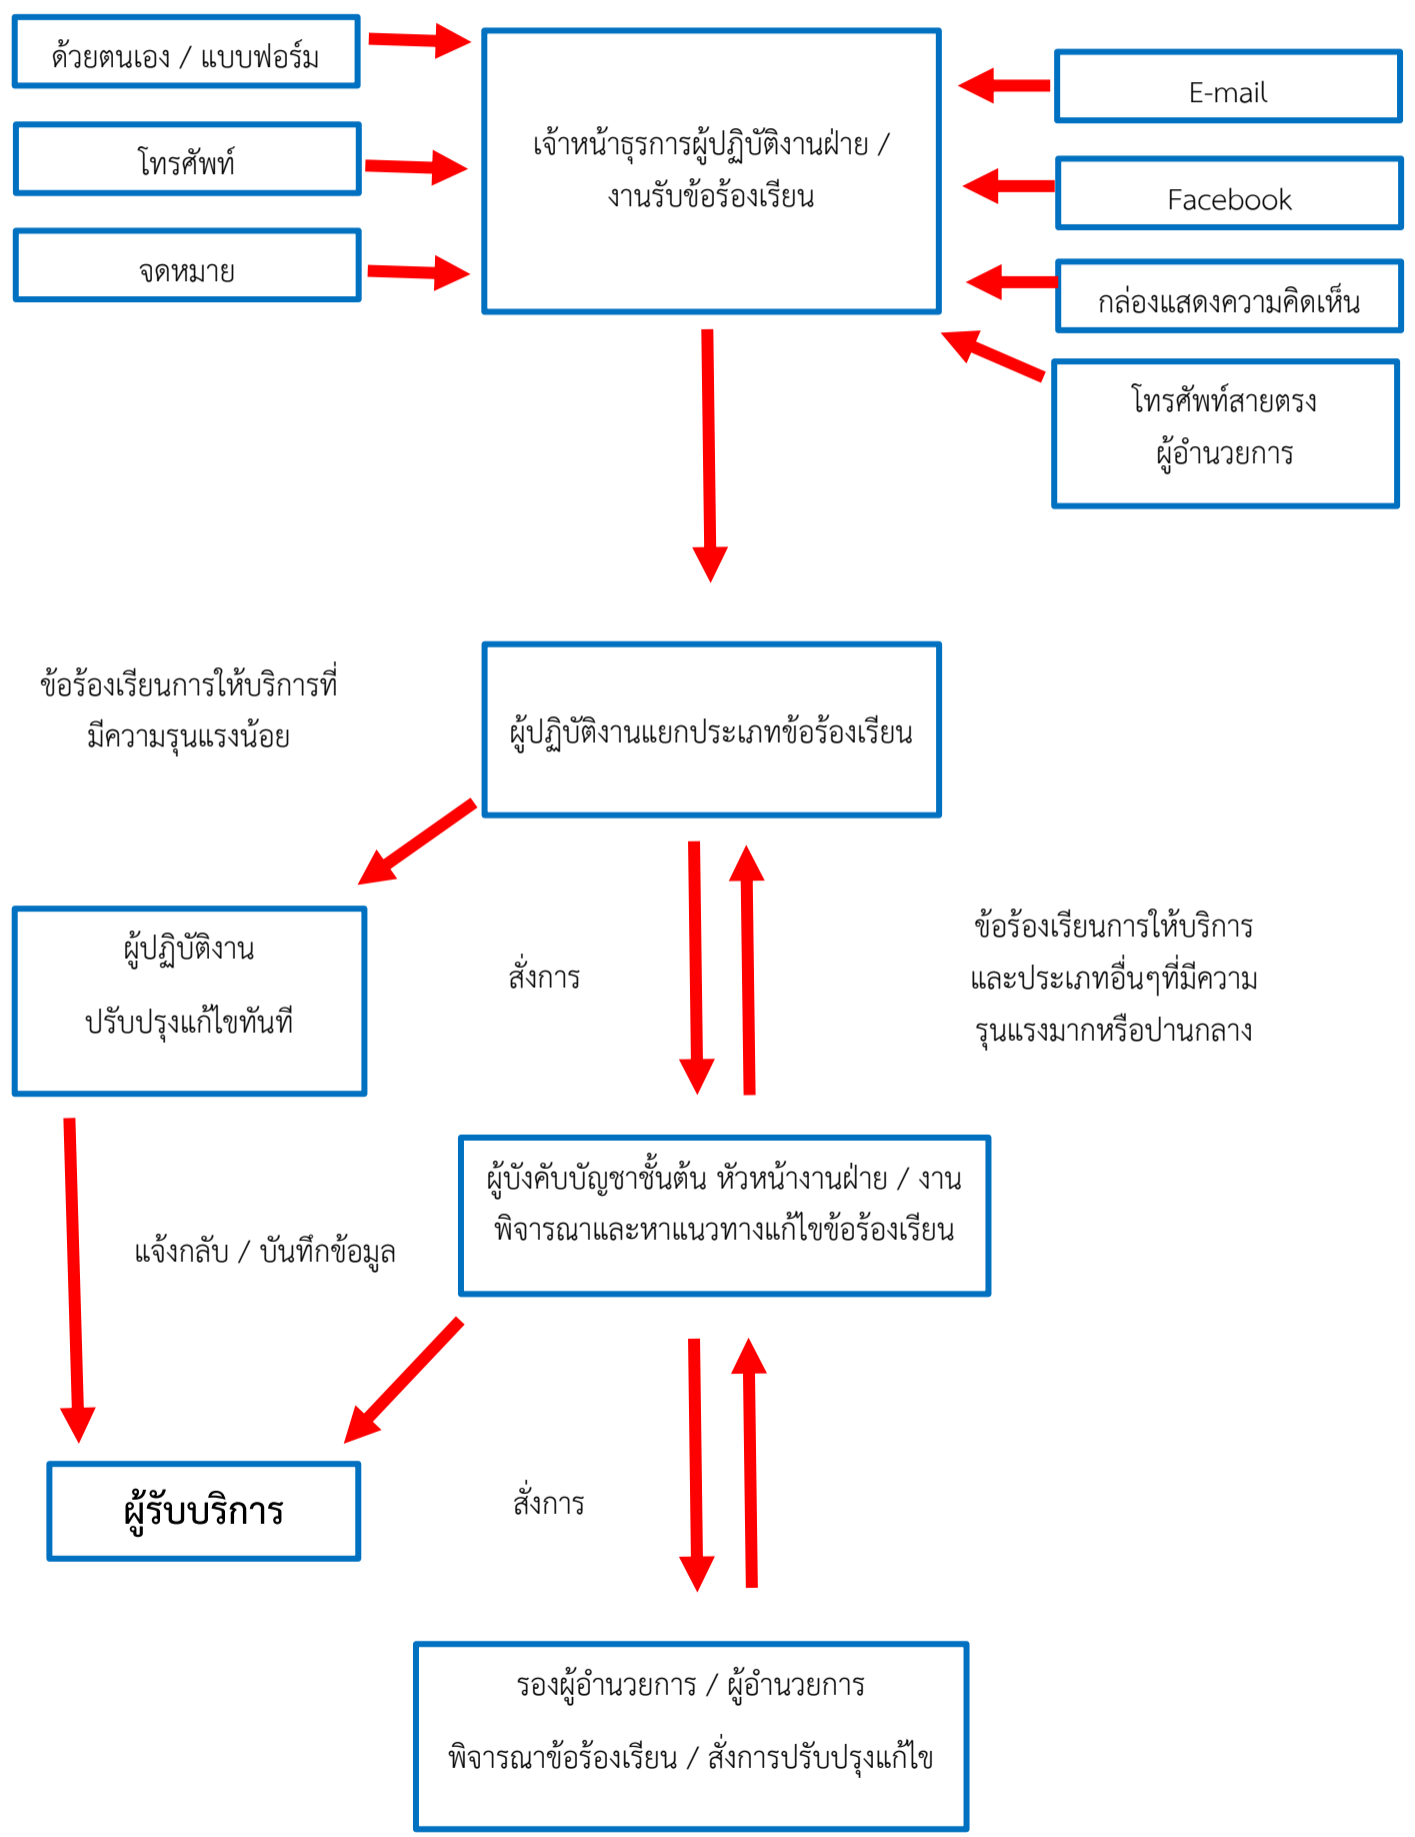 ด้วยตนเอง / แบบฟอร์ม
โทรศัพท์
จดหมาย
เจ้าหน้าธุรการผู้ปฏิบัติงานฝ่าย /
งานรับข้อร้องเรียน
E-mail
Facebook
กล่องแสดงความคิดเห็น
โทรศัพท์สายตรง
ผู้อำนวยการ
ข้อร้องเรียนการให้บริการที่
มีความรุนแรงน้อย
ผู้ปฏิบัติงานแยกประเภทข้อร้องเรียน
ผู้ปฏิบัติงาน
ปรับปรุงแก้ไขทันที
สั่งการ
ข้อร้องเรียนการให้บริการ
และประเภทอื่นๆที่มีความ
รุนแรงมากหรือปานกลาง
ผู้บังคับบัญชาชั้นต้น หัวหน้างานฝ่าย / งาน
พิจารณาและหาแนวทางแก้ไขข้อร้องเรียน
แจ้งกลับ / บันทึกข้อมูล
ผู้รับบริการ
สั่งการ
รองผู้อำนวยการ / ผู้อำนวยการ
พิจารณาข้อร้องเรียน / สั่งการปรับปรุงแก้ไข